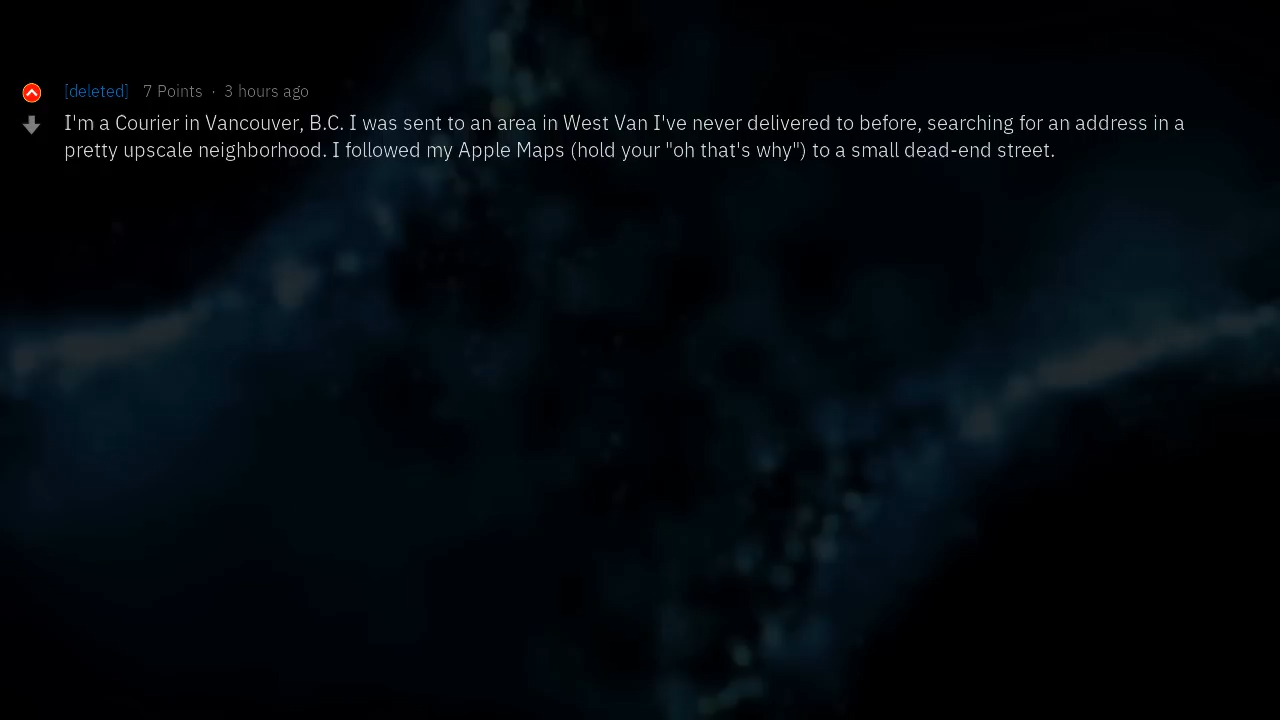 [deleted] 7 Points · 3 hours ago
I'm a Courier in Vancouver, B.C. I was sent to an area in West Van I've never delivered to before, searching for an address in a
pretty upscale neighborhood. I followed my Apple Maps (hold your "oh that's why") to a small dead-end street.